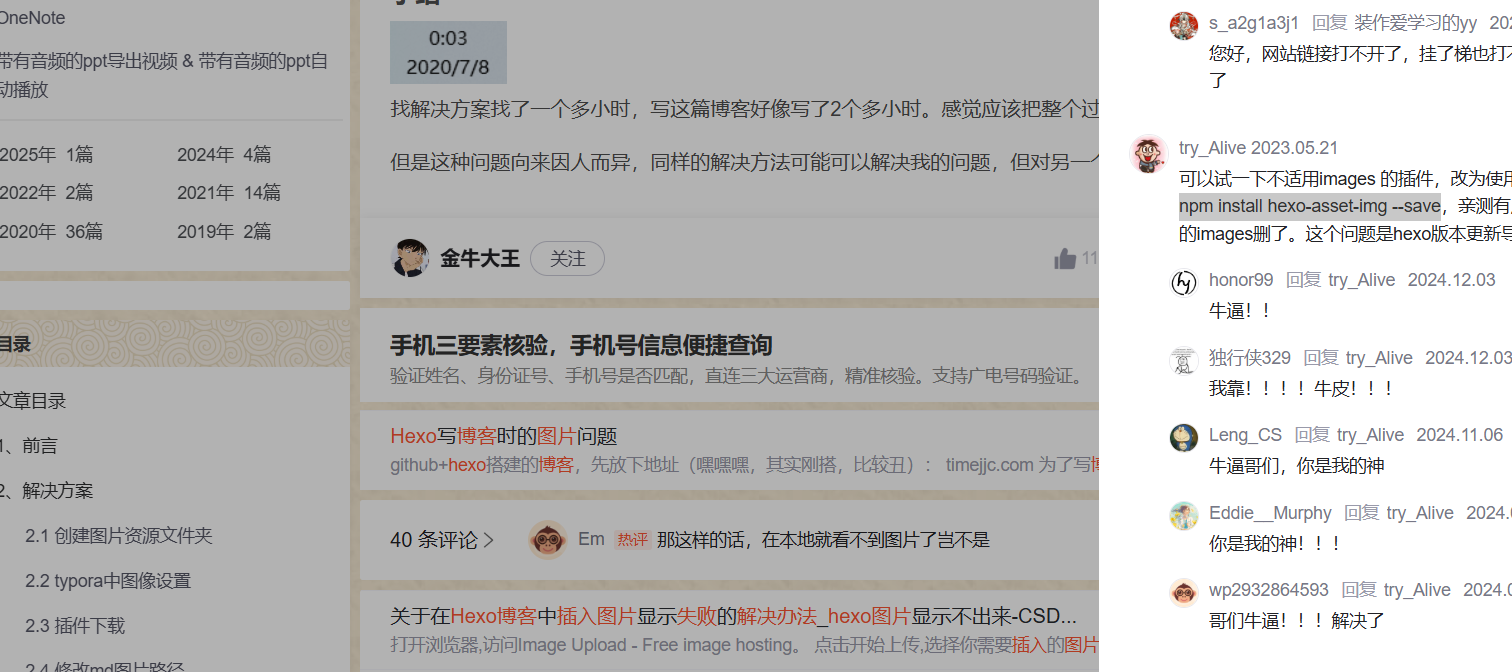 OneNote
带有音频的ppt导出视频 & 带有音频的ppt自
动播放
2025年 1篇
2024年 4篇
2022年 2篇
2021年 14篇
2020年 36篇
2019年 2篇
目录
文章目录
1、前言
2、解决方案
2.1 创建图片资源文件夹
2.2 typora中图像设置
2.3 插件下载
2.4 修改md图片路径
0:03
2020/7/8
找解决方案找了一个多小时，写这篇博客好像写了2个多小时。感觉应该把整个过
但是这种问题向来因人而异，同样的解决方法可能可以解决我的问题，但对另一个
金牛大王
关注
11
手机三要素核验，手机号信息便捷查询
验证姓名、身份证号、手机号是否匹配，直连三大运营商，精准核验。支持广电号码验证。
Hexo写博客时的图片问题
github+hexo搭建的博客，先放下地址（嘿嘿嘿，其实刚搭，比较丑）： timejjc.com 为了写博
40 条评论
Em 热评 那这样的话，在本地就看不到图片了岂不是
关于在Hexo博客中插入图片显示失败的解决办法_hexo图片显示不出来-CSD...
打开浏览器,访问Image Upload - Free image hosting。 点击开始上传,选择你需要插入的图片
s_a2g1a3j1 回复 装作爱学习的yy 202
您好，网站链接打不开了，挂了梯也打不
了
try_Alive 2023.05.21
可以试一下不适用images 的插件，改为使用
npm install hexo-asset-img --save，亲测有
的images删了。这个问题是hexo版本更新导
honor99 回复 try_Alive 2024.12.03
牛逼！！
独行侠329 回复 try_Alive 2024.12.03
我靠！！！！牛皮！！！
Leng_CS 回复 try_Alive 2024.11.06
牛逼哥们，你是我的神
Eddie__Murphy 回复 try_Alive 2024.
你是我的神！！！
wp2932864593 回复 try_Alive 2024.
哥们牛逼！！！解决了